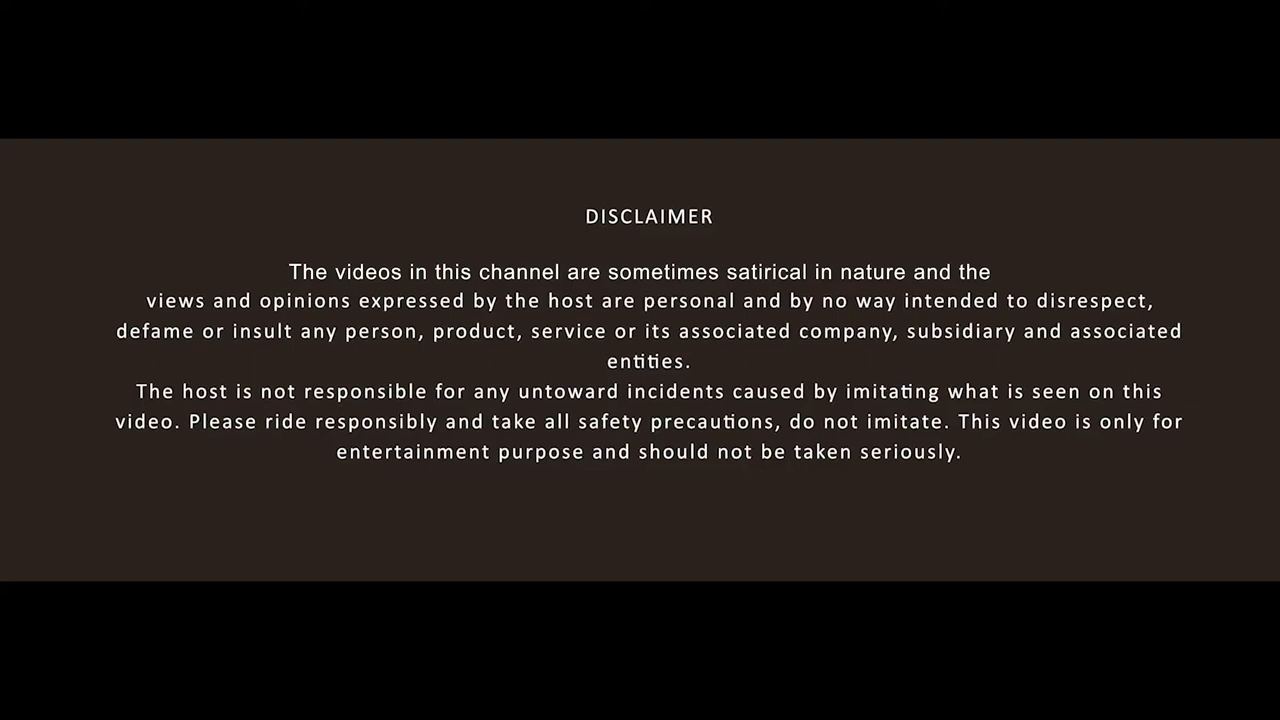 DISCLAIMER
The videos in this channel are sometimes satirical in nature and the
views and opinions expressed by the host are personal and by no way intended to disrespect,
defame or insult any person, product, service or its associated company, subsidiary and associated
entities.
The host is not responsible for any untoward incidents caused by imitating what is seen on this
video. Please ride responsibly and take all safety precautions, do not imitate. This video is only for
entertainment purpose and should not be taken seriously.